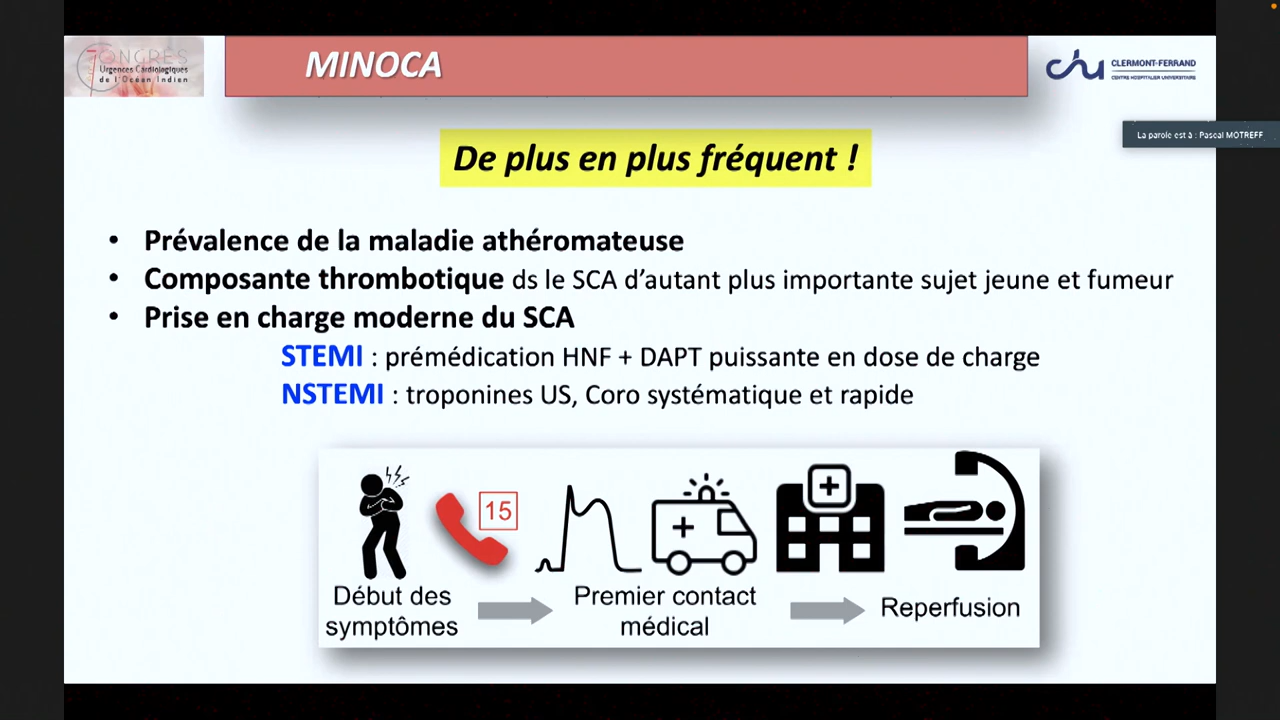 CONGRES
Urgences Cardiologiques
de l'Océan Indien
MINOCA
chu
CLERMONT-FERRAND
CENTRE HOSPITALIER UNIVERSITAIRE
La parole est à : Pascal MOTREFF
De plus en plus fréquent !
• Prévalence de la maladie athéromateuse
• Composante thrombotique ds le SCA d'autant plus importante sujet jeune et fumeur
• Prise en charge moderne du SCA
STEMI : prémédication HNF + DAPT puissante en dose de charge
NSTEMI : troponines US, Coro systématique et rapide
15
Début des
symptômes
Premier contact
médical
Reperfusion